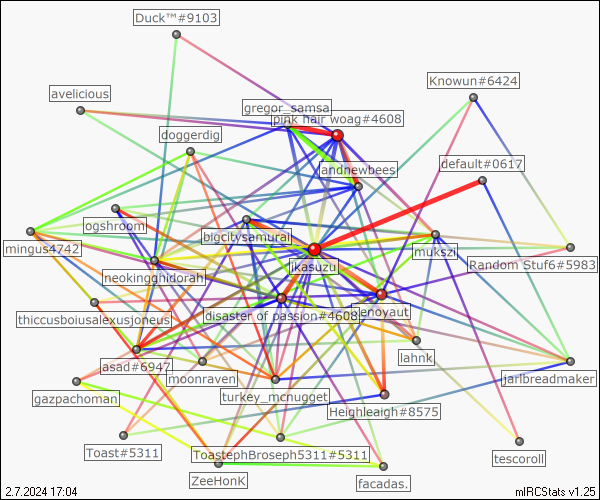 Duck™#9103
avelicious
Knowun#6424
gregor_samsa
pink hair woag#4608
doggerdig
default#0617
andnewbees
ogshroom
bigcitysamurai
mingus4742
mukszi
Random Stuf6#5983
jkasuzu
neokingghidorah
thiccusboiusalexusjoneus
disaster of passion#4608
lenoyaut
lahnk
asad#6947
moonraven
jarlbreadmaker
gazpachoman
turkey_mcnugget
Heighleigh#8575
Toast#5311
ToastephBroseph5311#5311
tescoroll
ZeeHonK
facadas.
2.7.2024 17:04
mIRCStats v1.25